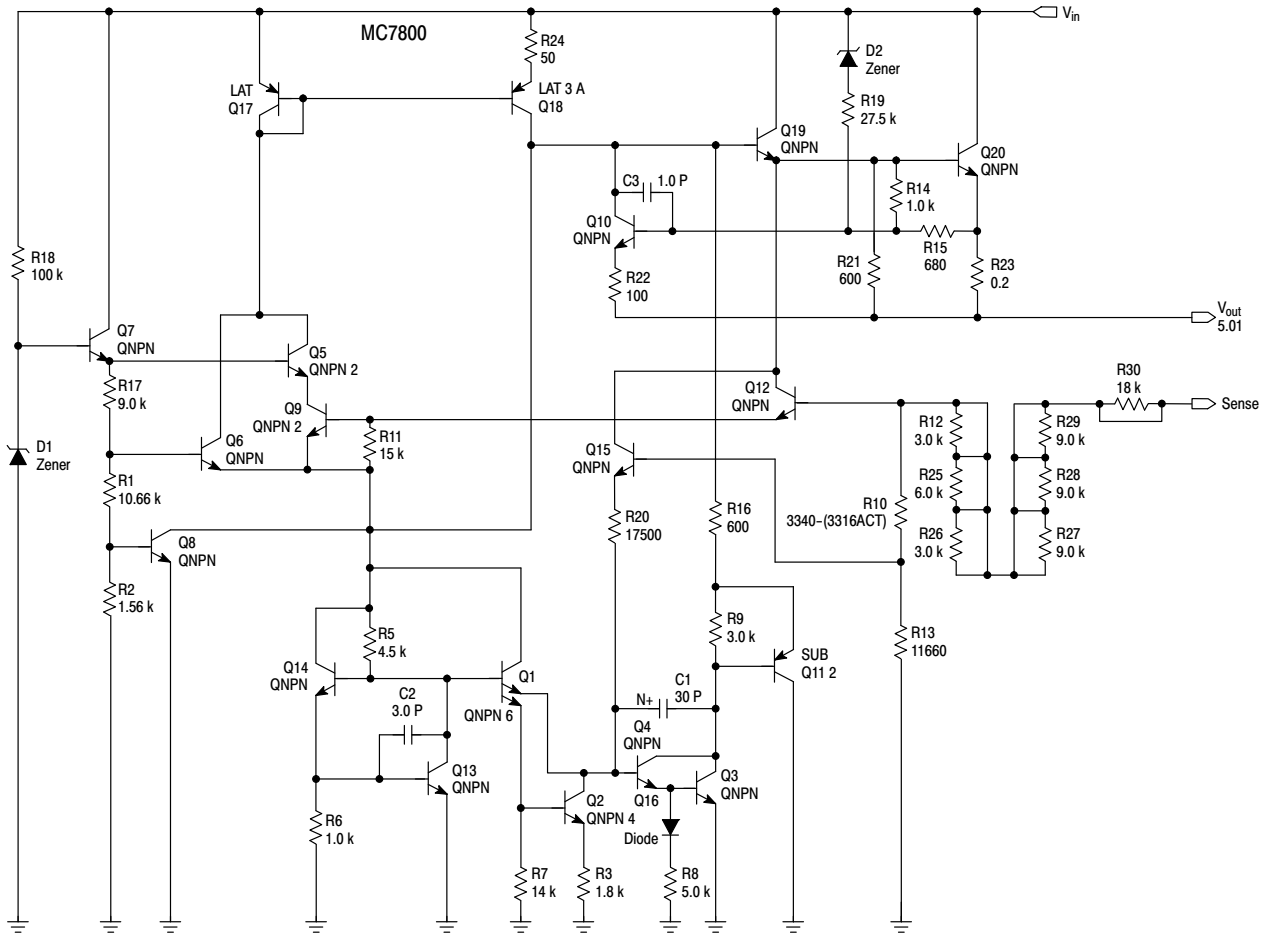 MC7800
Vin
R24
50
D2
Zener
LAT
Q17
LAT 3 A
Q18
R19
27.5 k
Q19
QNPN
Q20
QNPN
C3
1.0 P
R14
1.0 k
Q10
QNPN
R18
100 k
R15
680
R21
600
R23
0.2
R22
100
Vout
5.01
Q7
QNPN
Q5
QNPN 2
R17
9.0 k
R30
18 k
Sense
Q12
QNPN
Q9
QNPN 2
R12
3.0 k
R29
9.0 k
Q6
QNPN
R11
15 k
D1
Zener
Q15
QNPN
R25
6.0 k
R28
9.0 k
R1
10.66 k
R10
3340-(3316ACT)
R16
600
R20
17500
R26
3.0 k
R27
9.0 k
Q8
QNPN
R2
1.56 k
R9
3.0 k
R5
4.5 k
R13
11660
SUB
Q11 2
Q14
QNPN
Q1
QNPN 6
C1
30 P
N+
C2
3.0 P
Q4
QNPN
Q13
QNPN
Q3
QNPN
Q16
Q2
QNPN 4
R6
1.0 k
Diode
R7
14 k
R3
1.8 k
R8
5.0 k